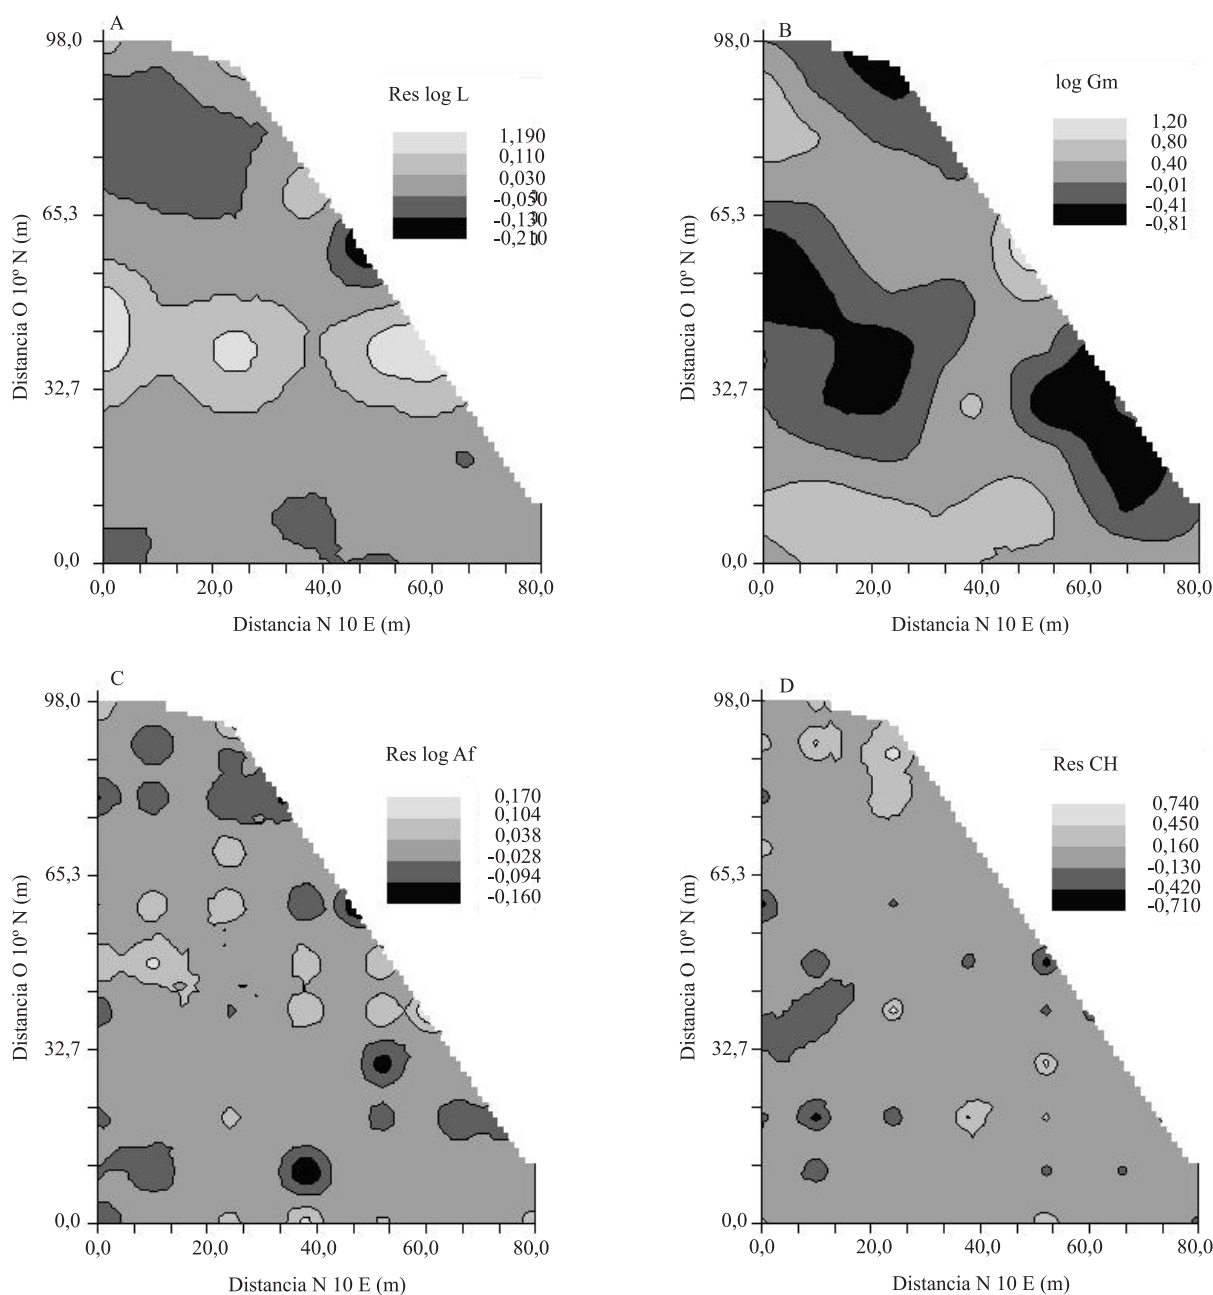 A
98,0
65,3
32,7
0,0
Distancia O 10º N (m)
Res log L
1,190
0,110
0,030
-0,050
-0,130
-0,210
0,0 20,0 40,0 60,0 80,0
Distancia N 10 E (m)
B
98,0
65,3
32,7
0,0
Distancia O 10º N (m)
log Gm
1,20
0,80
0,40
-0,01
-0,41
-0,81
0,0 20,0 40,0 60,0 80,0
Distancia N 10 E (m)
C
98,0
65,3
32,7
0,0
Distancia O 10º N (m)
Res log Af
0,170
0,104
0,038
-0,028
-0,094
-0,160
0,0 20,0 40,0 60,0 80,0
Distancia N 10 E (m)
D
98,0
65,3
32,7
0,0
Distancia O 10º N (m)
Res CH
0,740
0,450
0,160
-0,130
-0,420
-0,710
0,0 20,0 40,0 60,0 80,0
Distancia N 10 E (m)